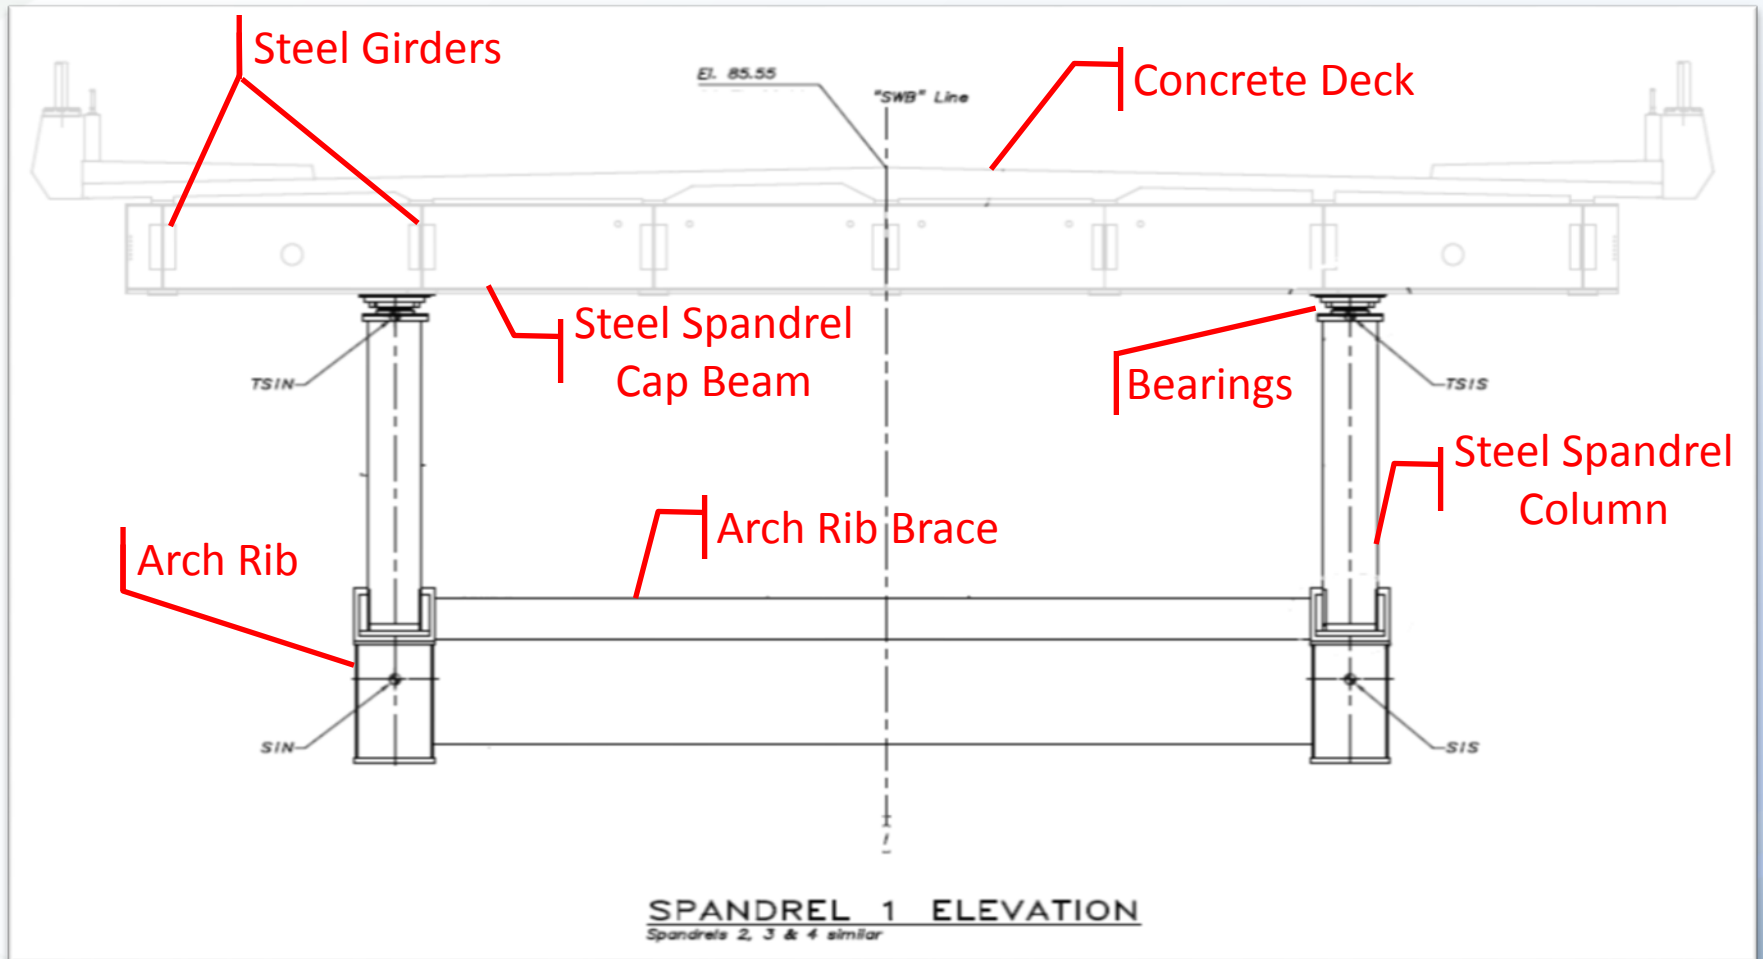 Steel Girders
El. 85.55
"SWB" Line
Concrete Deck
Steel Spandrel
Cap Beam
TSIN
Bearings
TSIS
Steel Spandrel
Column
Arch Rib Brace
Arch Rib
SIN
SIS
SPANDREL 1 ELEVATION
Spandrels 2, 3 & 4 similar